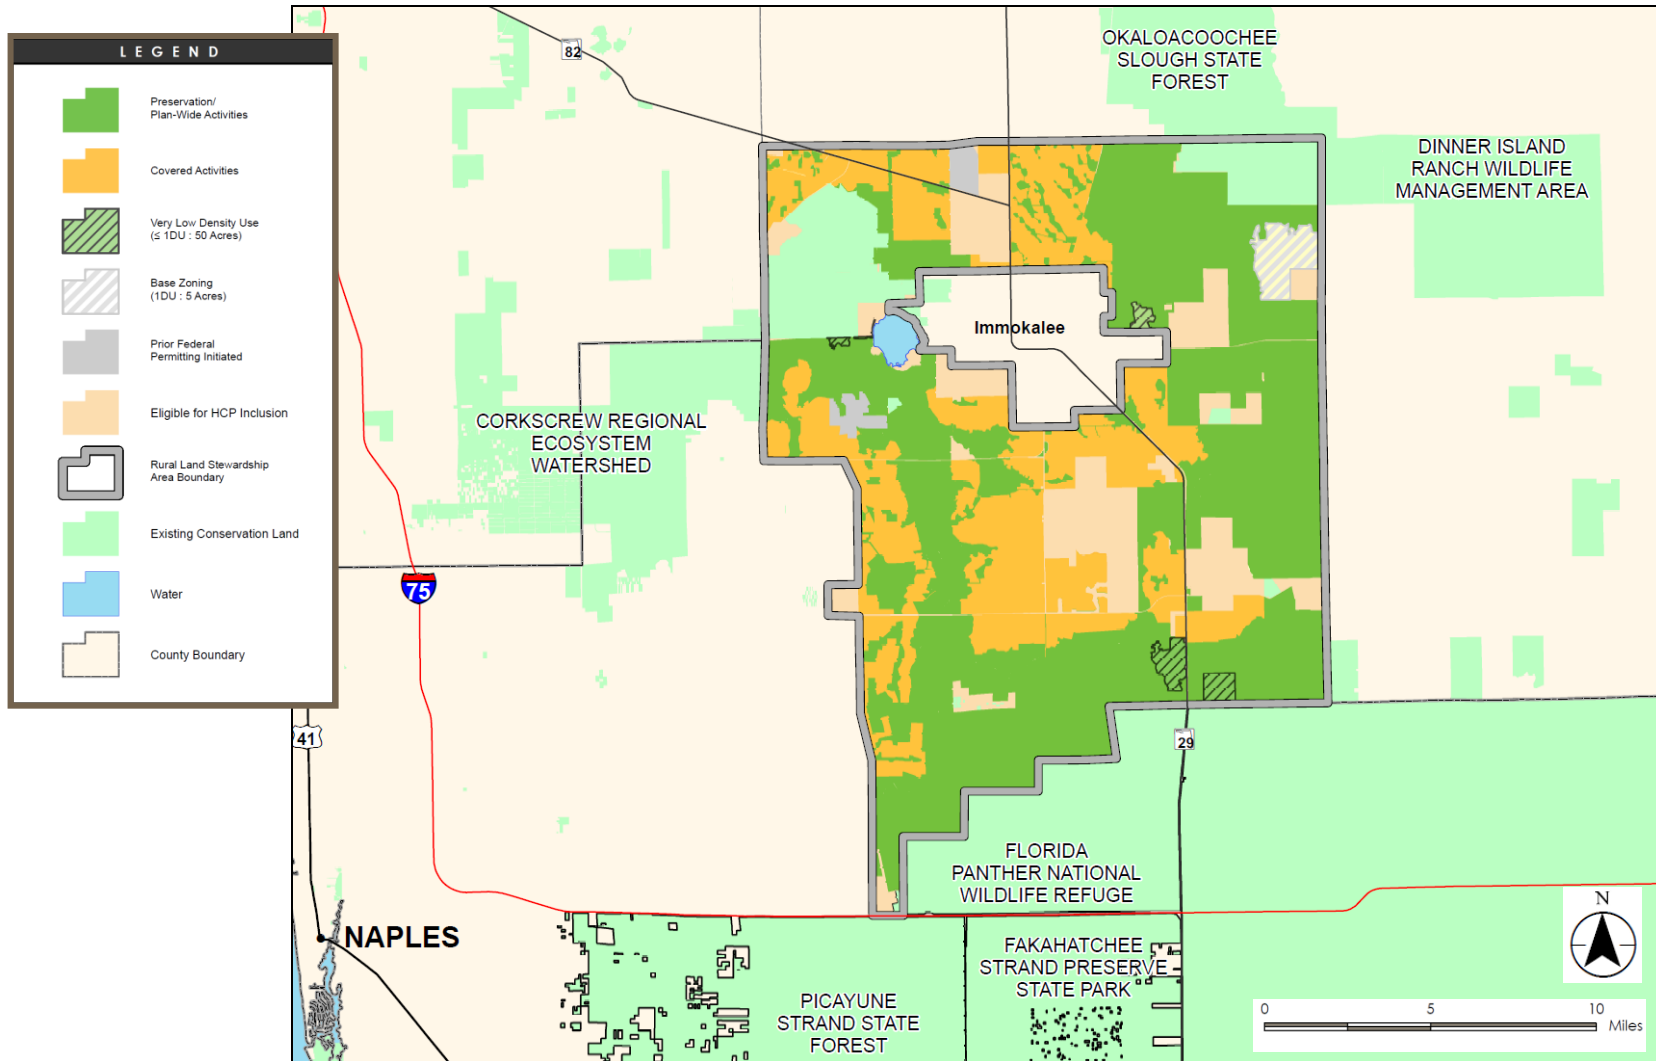 LEGEND
Preservation/
Plan-Wide Activities
Covered Activities
Very Low Density Use
(≤ 1DU : 50 Acres)
Base Zoning
(1DU : 5 Acres)
Prior Federal
Permitting Initiated
Eligible for HCP Inclusion
Rural Land Stewardship
Area Boundary
Existing Conservation Land
Water
County Boundary
82
OKALOACOOCHEE
SLOUGH STATE
FOREST
DINNER ISLAND
RANCH WILDLIFE
MANAGEMENT AREA
Immokalee
CORKSCREW REGIONAL
ECOSYSTEM
WATERSHED
75
41
29
FLORIDA
PANTHER NATIONAL
WILDLIFE REFUGE
NAPLES
FAKAHATCHEE
STRAND PRESERVE
STATE PARK
PICAYUNE
STRAND STATE
FOREST
N
0 5 10
Miles